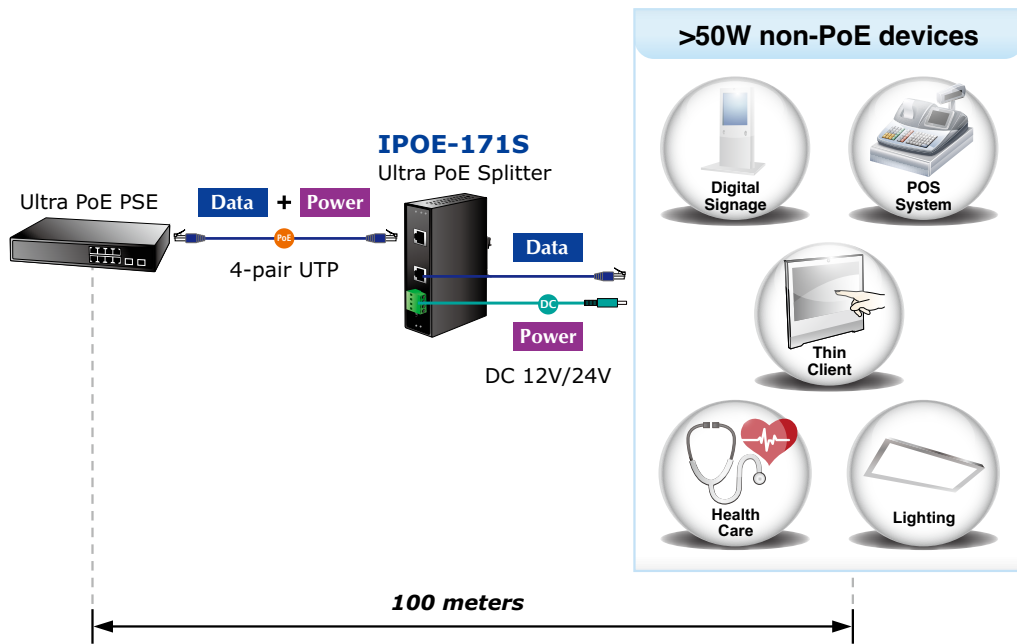 >50W non-PoE devices
Digital
Signage
POS
System
IPOE-171S
Ultra PoE Splitter
Ultra PoE PSE
Data + Power
PoE
4-pair UTP
Data
DC
Power
DC 12V/24V
Thin
Client
Health
Care
Lighting
100 meters